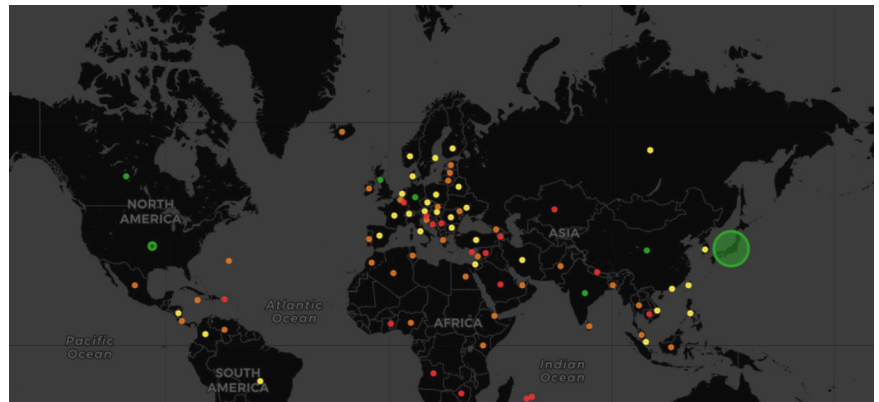 NORTH
AMERICA
ASIA
Atlantic
Ocean
AFRICA
Pacific
Ocean
Indian
Ocean
SOUTH
AMERICA